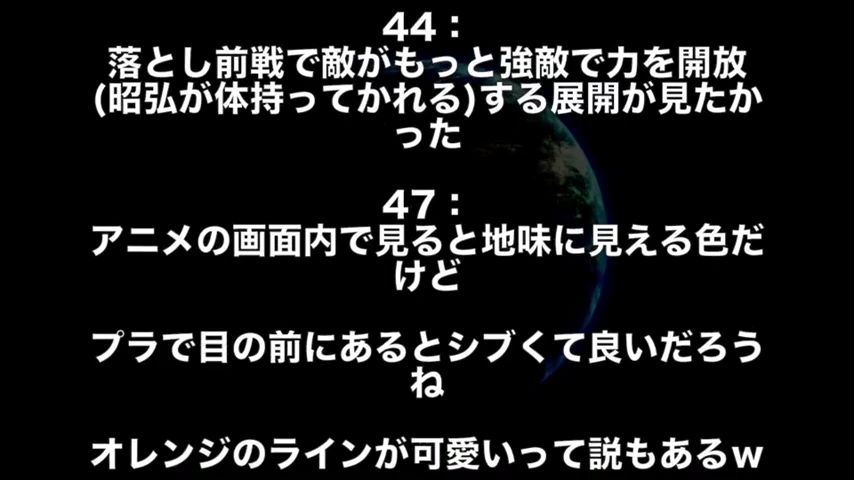 44：
落とし前戦で敵がもっと強敵で力を開放
(昭弘が体持ってかれる)する展開が見たか
った
47：
アニメの画面内で見ると地味に見える色だ
けど
プラで目の前にあるとシブくて良いだろう
ね
オレンジのラインが可愛いって説もあるw